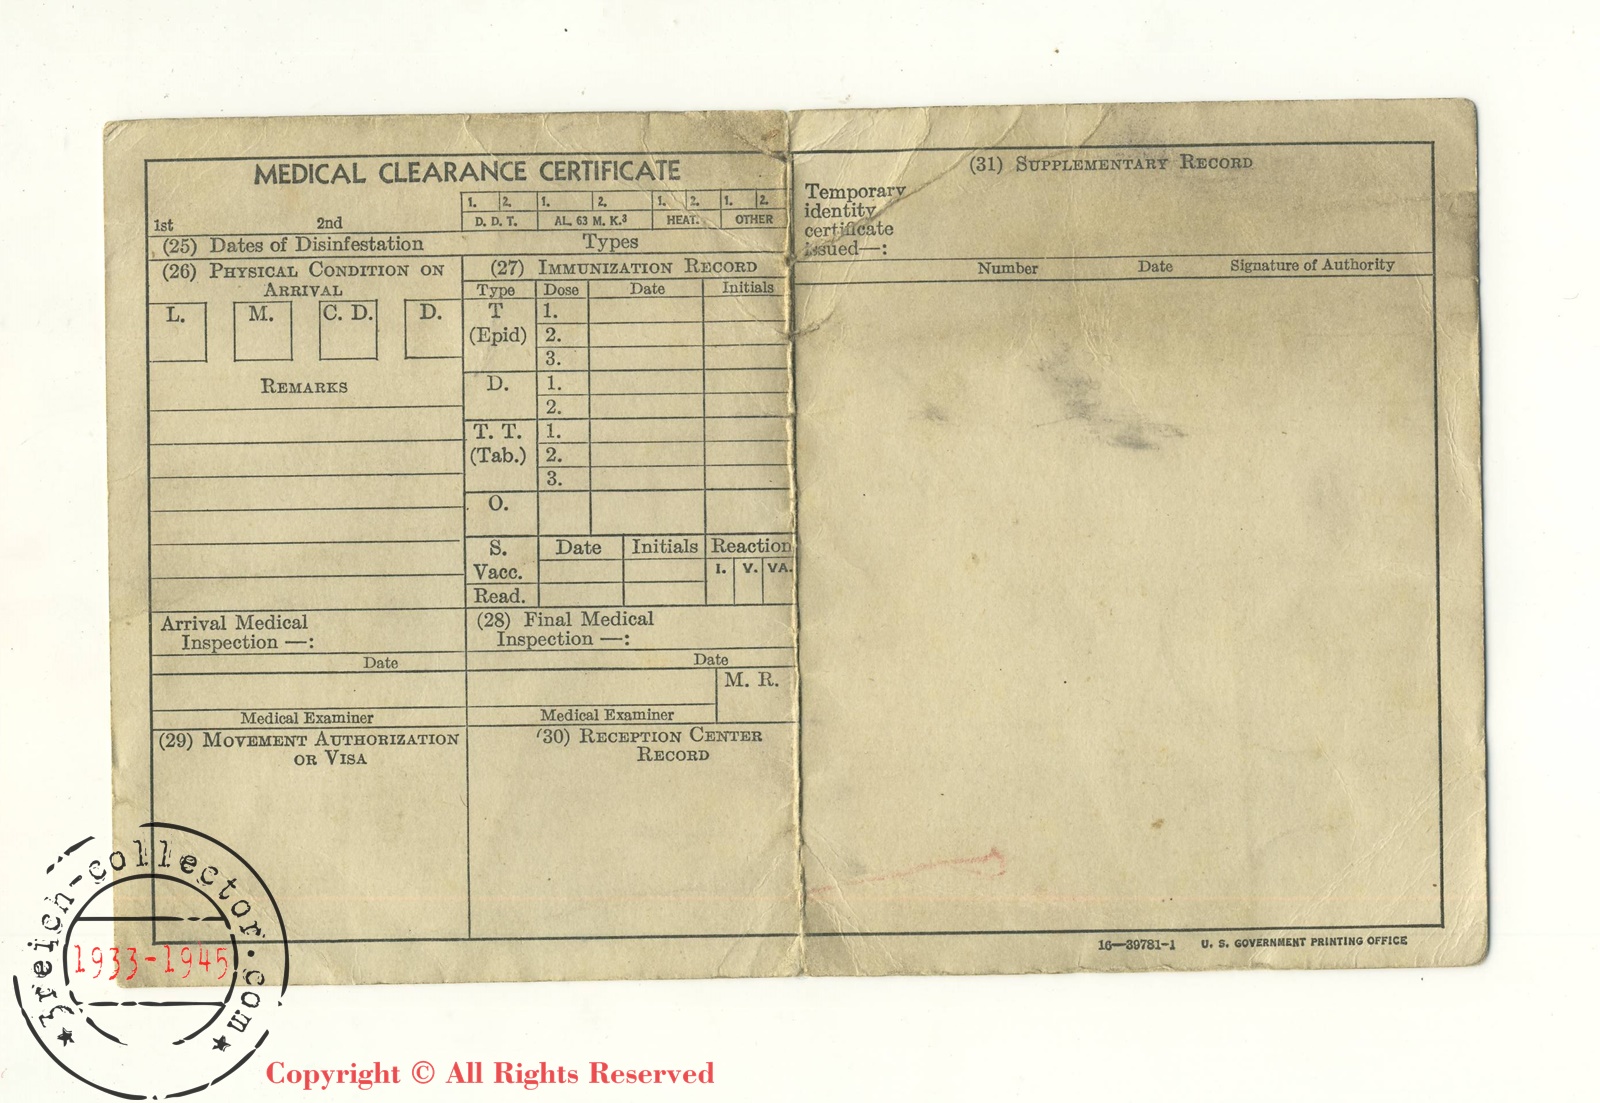 MEDICAL CLEARANCE CERTIFICATE
1. 2. 1. 2. 1. 2. 1. 2.
1st 2nd D. D. T. AL. 63 M. K.³ HEAT. OTHER
(25) Dates of Disinfestation Types
(26) Physical Condition on
Arrival
L. M. C. D. D.
Remarks
(27) Immunization Record
Type Dose Date Initials
T 1.
(Epid) 2.
3.
D. 1.
2.
T. T. 1.
(Tab.) 2.
3.
O.
S. Date Initials Reaction
Vacc. I. V. VA.
Read.
Arrival Medical
Inspection —:
Date
Medical Examiner
(28) Final Medical
Inspection —:
Date
M. R.
Medical Examiner
(29) Movement Authorization
or Visa
(30) Reception Center
Record
(31) Supplementary Record
Temporary
identity
certificate
issued—:
Number Date Signature of Authority
16—39781-1 U. S. GOVERNMENT PRINTING OFFICE
3reich-collector.com
1933-1945
Copyright © All Rights Reserved